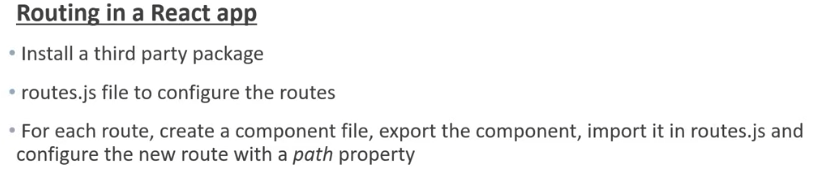 Routing in a React app
• Install a third party package
• routes.js file to configure the routes
• For each route, create a component file, export the component, import it in routes.js and
configure the new route with a path property